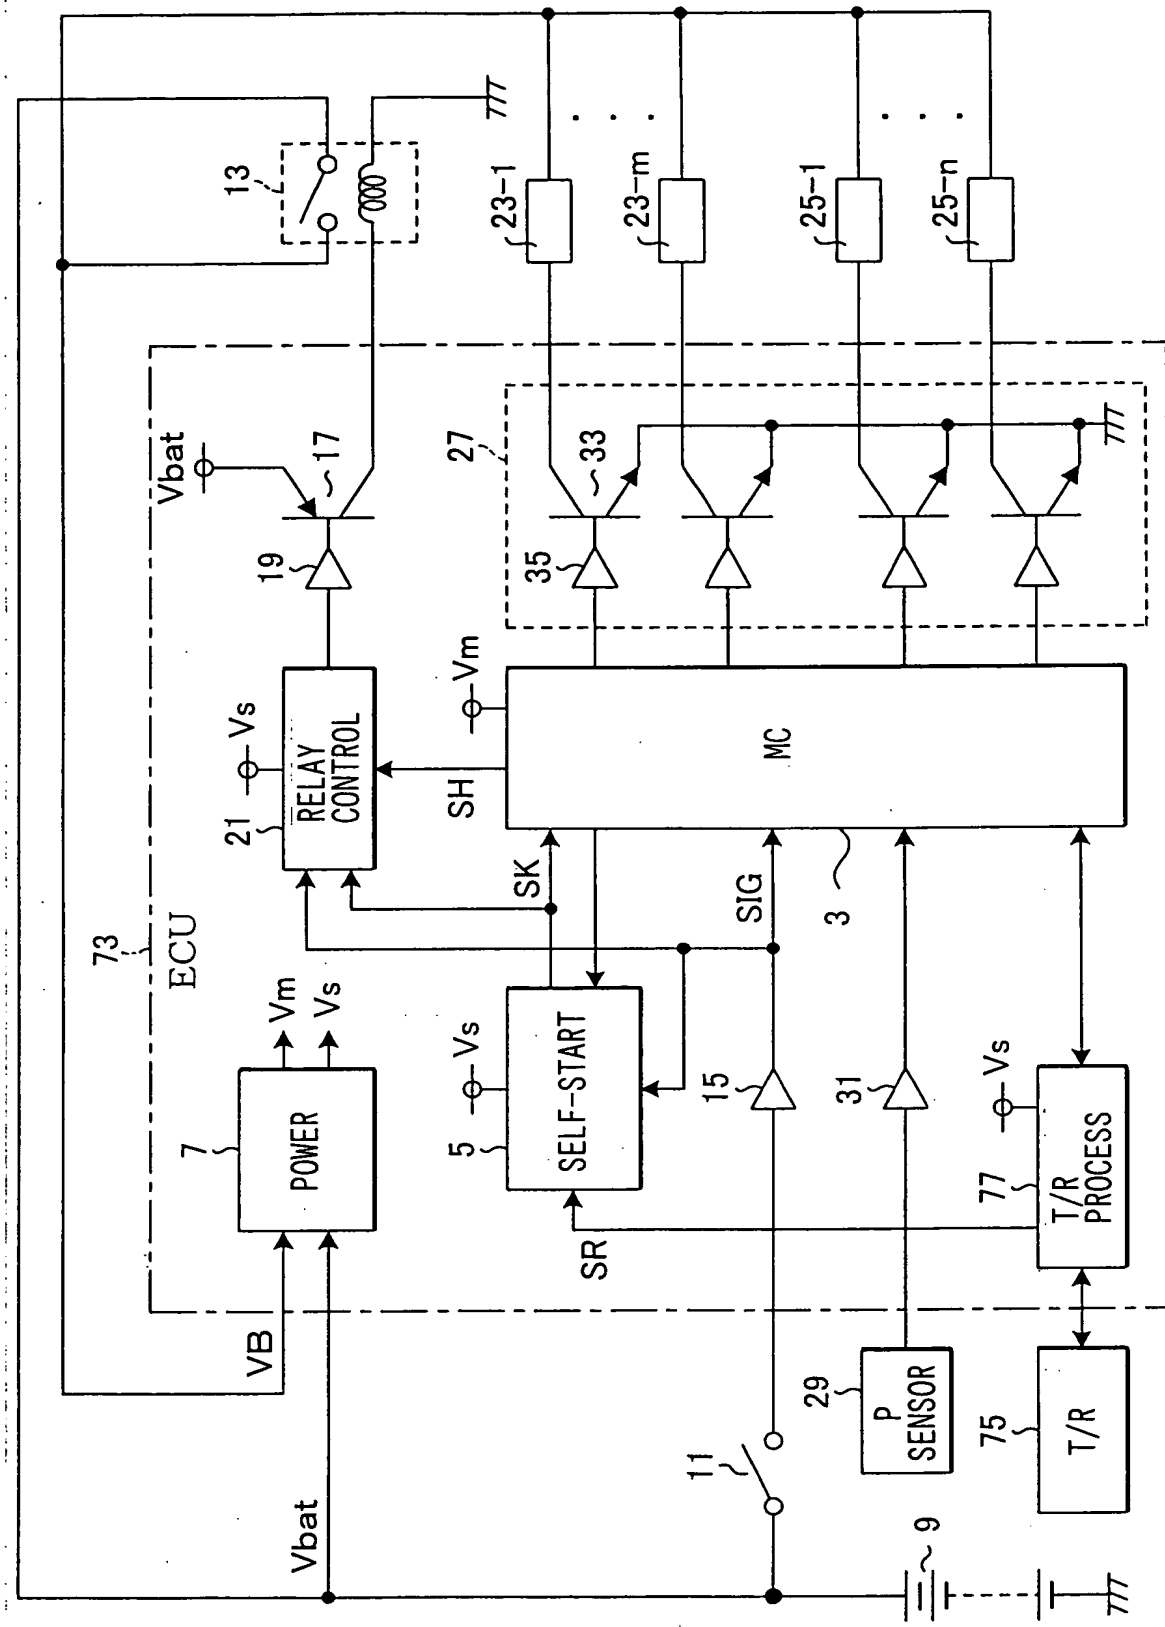 73
ECU
VB
Vbat
7
POWER
Vm
Vs
21
RELAY
CONTROL
Vs
19
17
Vbat
13
5
SELF-START
Vs
SR
SK
SH
SIG
MC
3
Vm
27
35
33
23-1
23-m
25-1
25-n
11
15
9
29
P
SENSOR
31
75
T/R
77
T/R
PROCESS
Vs